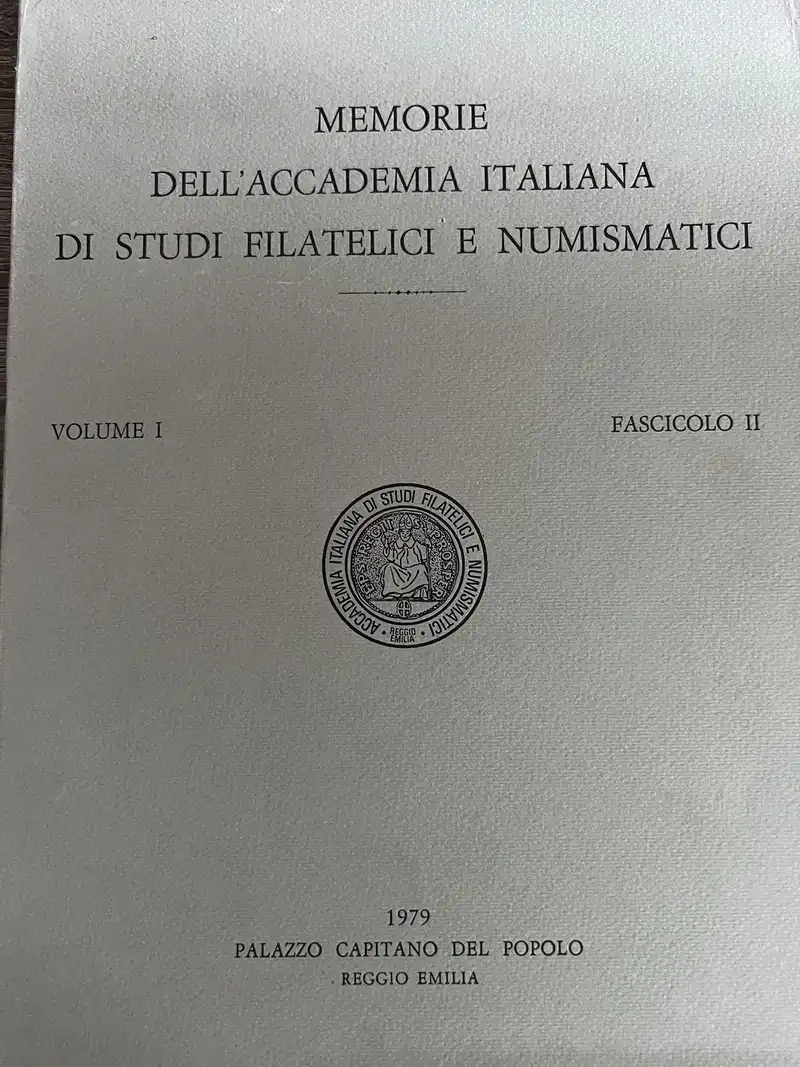 MEMORIE
DELL'ACCADEMIA ITALIANA
DI STUDI FILATELICI E NUMISMATICI
VOLUME I
FASCICOLO II
ACCADEMIA ITALIANA DI STUDI FILATELICI E NUMISMATICI
REGGIO
EMILIA
1979
PALAZZO CAPITANO DEL POPOLO
REGGIO EMILIA